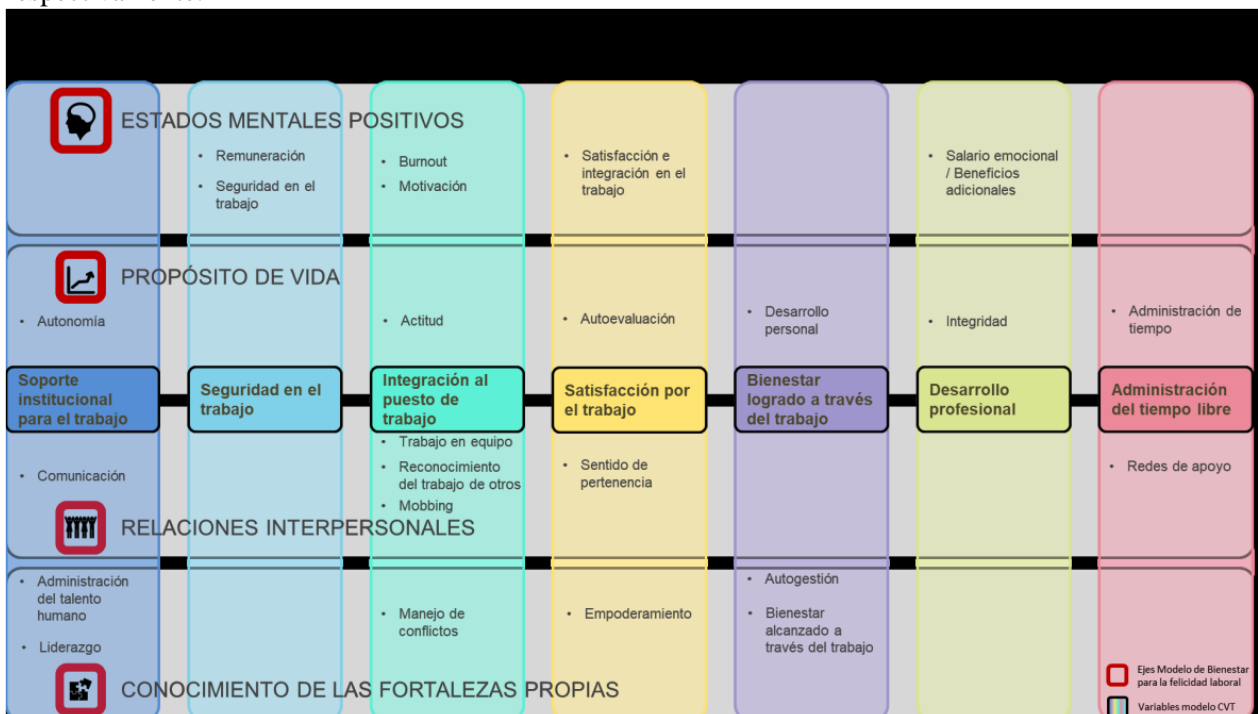 ESTADOS MENTALES POSITIVOS
• Remuneración
• Seguridad en el
trabajo
• Burnout
• Motivación
• Satisfacción e
integración en el
trabajo
• Salario emocional
/ Beneficios
adicionales
PROPÓSITO DE VIDA
• Autonomía
• Actitud
• Autoevaluación
• Desarrollo
personal
• Integridad
• Administración de
tiempo
Soporte
institucional
para el trabajo
Seguridad en el
trabajo
Integración al
puesto de
trabajo
Satisfacción por
el trabajo
Bienestar
logrado a través
del trabajo
Desarrollo
profesional
Administración
del tiempo libre
• Comunicación
• Trabajo en equipo
• Reconocimiento
del trabajo de otros
• Mobbing
• Sentido de
pertenencia
• Redes de apoyo
RELACIONES INTERPERSONALES
• Administración
del talento
humano
• Liderazgo
• Manejo de
conflictos
• Empoderamiento
• Autogestión
• Bienestar
alcanzado a
través del trabajo
CONOCIMIENTO DE LAS FORTALEZAS PROPIAS
Ejes Modelo de Bienestar
para la felicidad laboral
Variables modelo CVT